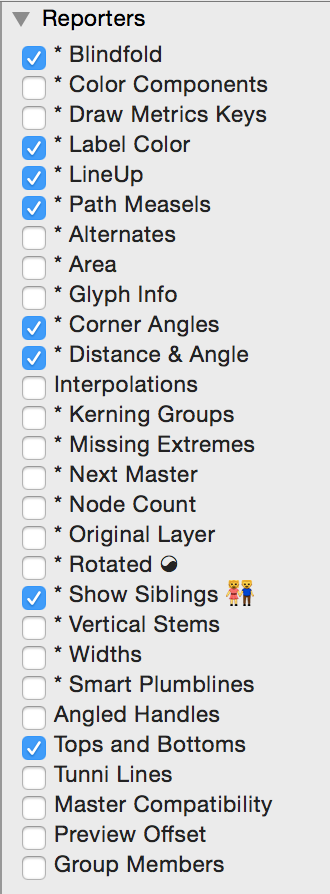 Reporters
* Blindfold
* Color Components
* Draw Metrics Keys
* Label Color
* LineUp
* Path Measels
* Alternates
* Area
* Glyph Info
* Corner Angles
* Distance & Angle
Interpolations
* Kerning Groups
* Missing Extremes
* Next Master
* Node Count
* Original Layer
* Rotated ☯
* Show Siblings 👫
* Vertical Stems
* Widths
* Smart Plumblines
Angled Handles
Tops and Bottoms
Tunni Lines
Master Compatibility
Preview Offset
Group Members